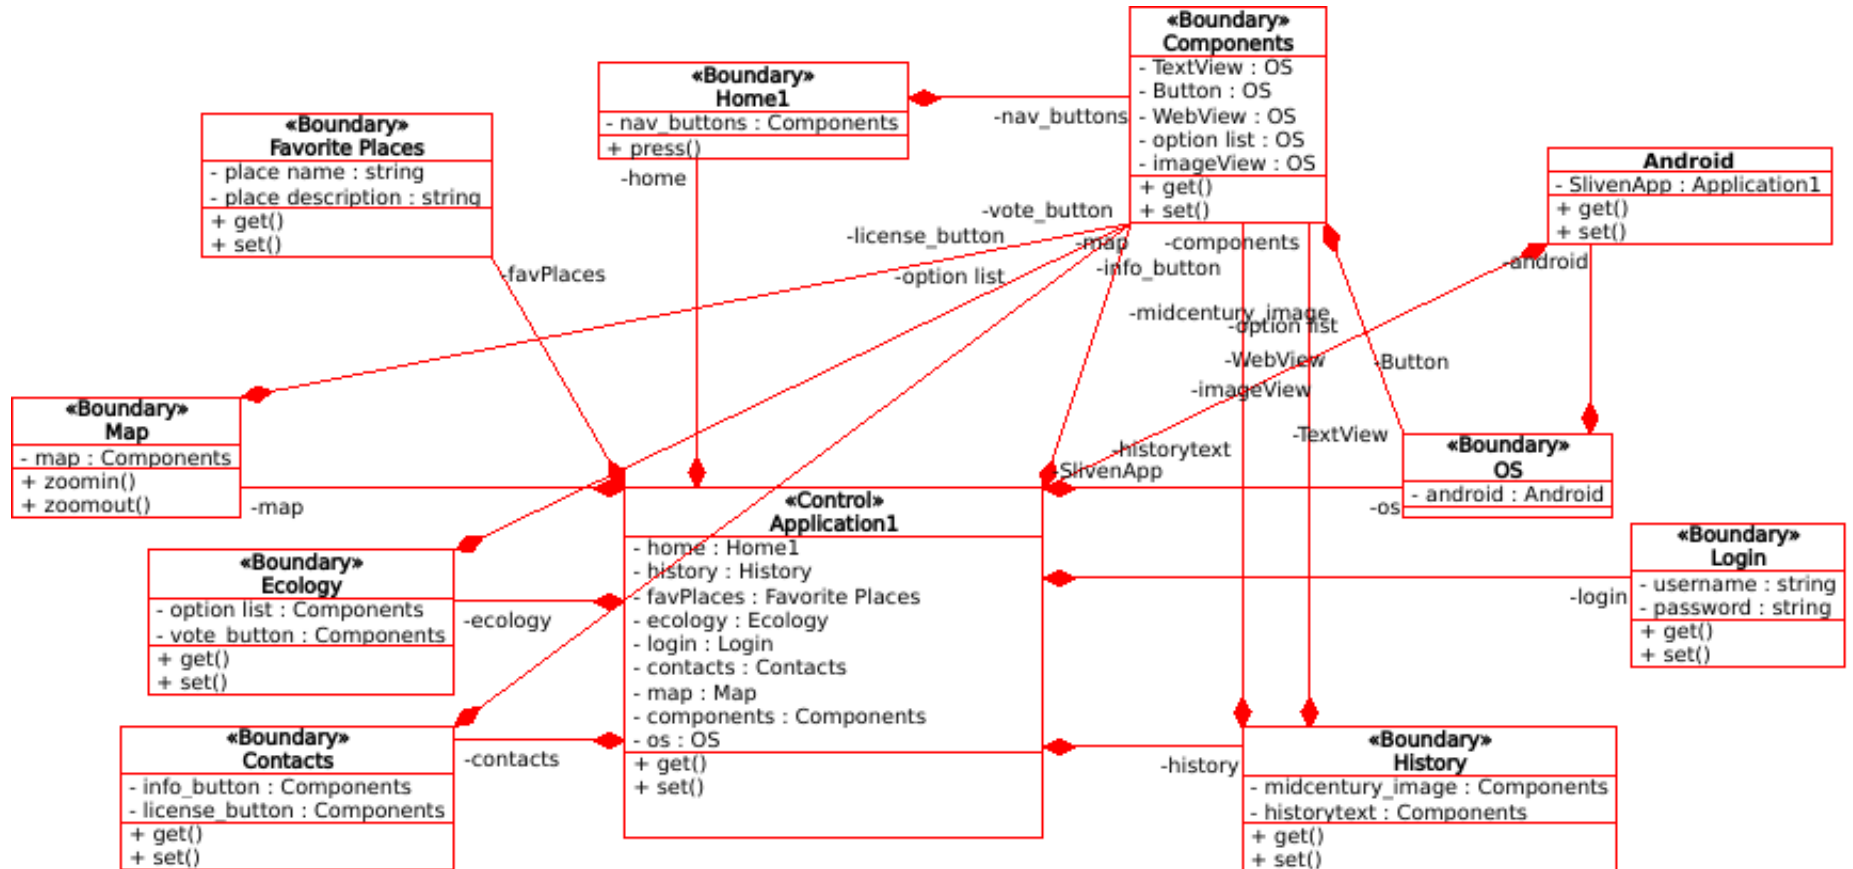 «Boundary»
Components
- TextView : OS
- Button : OS
- WebView : OS
- option list : OS
- imageView : OS
+ get()
+ set()
«Boundary»
Home1
- nav_buttons : Components
+ press()
-nav_buttons
-home
«Boundary»
Favorite Places
- place name : string
- place description : string
+ get()
+ set()
-favPlaces
Android
- SlivenApp : Application1
+ get()
+ set()
-android
-vote_button
-license_button
-map
-components
-info_button
-option list
-midcentury_image
-option list
-WebView
-Button
-imageView
-TextView
-historytext
-SlivenApp
«Boundary»
Map
- map : Components
+ zoomin()
+ zoomout()
-map
«Boundary»
OS
- android : Android
-os
«Control»
Application1
- home : Home1
- history : History
- favPlaces : Favorite Places
- ecology : Ecology
- login : Login
- contacts : Contacts
- map : Map
- components : Components
- os : OS
+ get()
+ set()
«Boundary»
Login
- username : string
- password : string
+ get()
+ set()
-login
«Boundary»
Ecology
- option list : Components
- vote_button : Components
+ get()
+ set()
-ecology
«Boundary»
Contacts
- info_button : Components
- license_button : Components
+ get()
+ set()
-contacts
«Boundary»
History
- midcentury_image : Components
- historytext : Components
+ get()
+ set()
-history